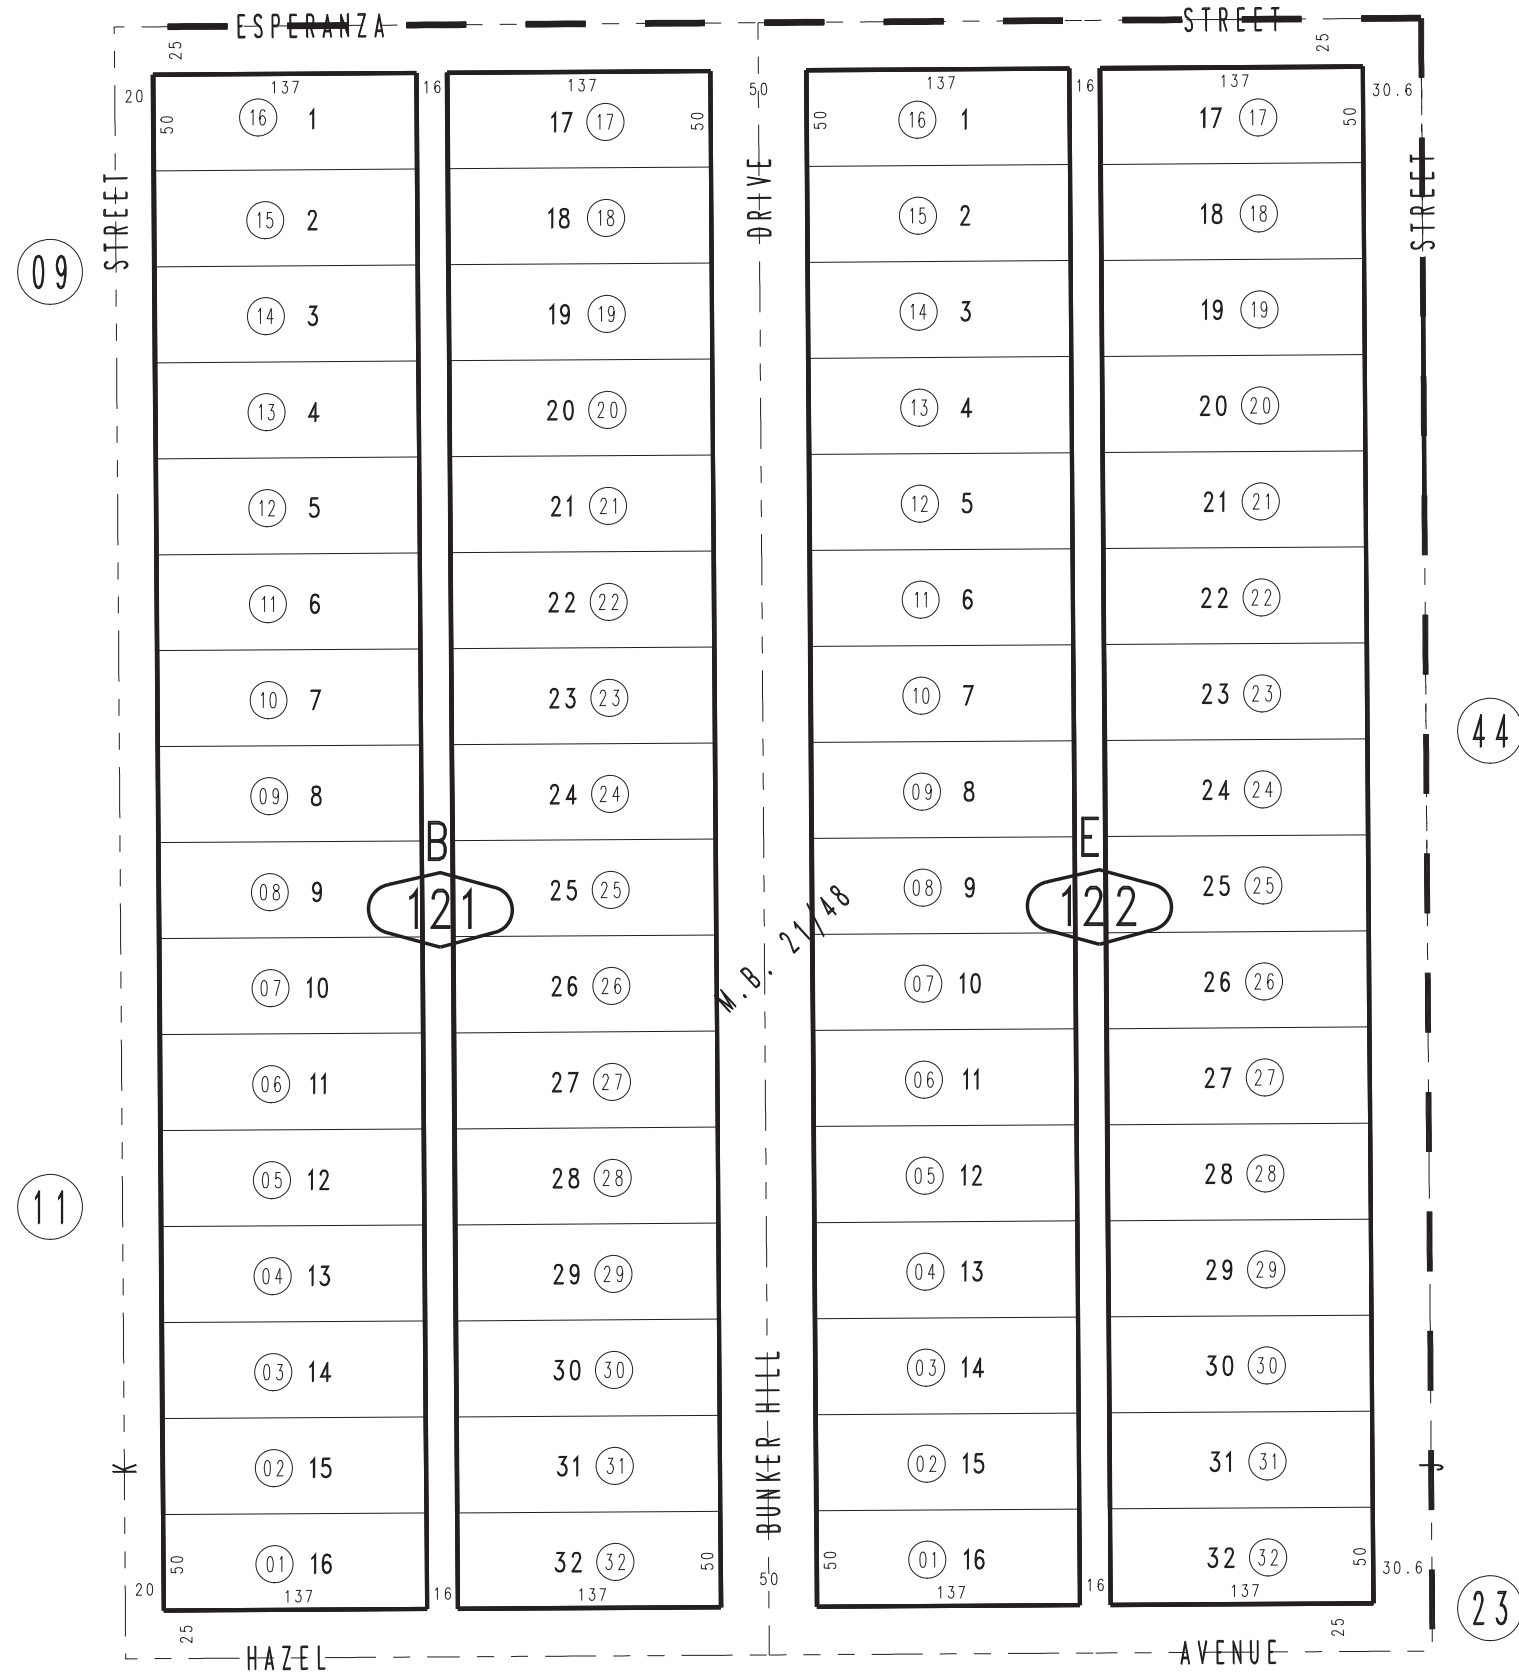 ESPERANZA STREET
25 25
20 137 16 137 50 137 16 137 30.6
50 50 50 50
16 1 17 17 16 1 17 17
STREET DRIVE STREET
15 2 18 18 15 2 18 18
09
14 3 19 19 14 3 19 19
13 4 20 20 13 4 20 20
12 5 21 21 12 5 21 21
11 6 22 22 11 6 22 22
10 7 23 23 10 7 23 23
44
09 8 24 24 09 8 24 24
B E
08 9 25 25 08 9 25 25
121 122
M.B. 21/48
07 10 26 26 07 10 26 26
06 11 27 27 06 11 27 27
05 12 28 28 05 12 28 28
11
04 13 29 29 04 13 29 29
03 14 30 30 03 14 30 30
BUNKER HILL
K J
02 15 31 31 02 15 31 31
01 16 32 32 01 16 32 32
50 50 50 50
20 137 16 137 50 137 16 137 30.6
23
25 25
HAZEL AVENUE